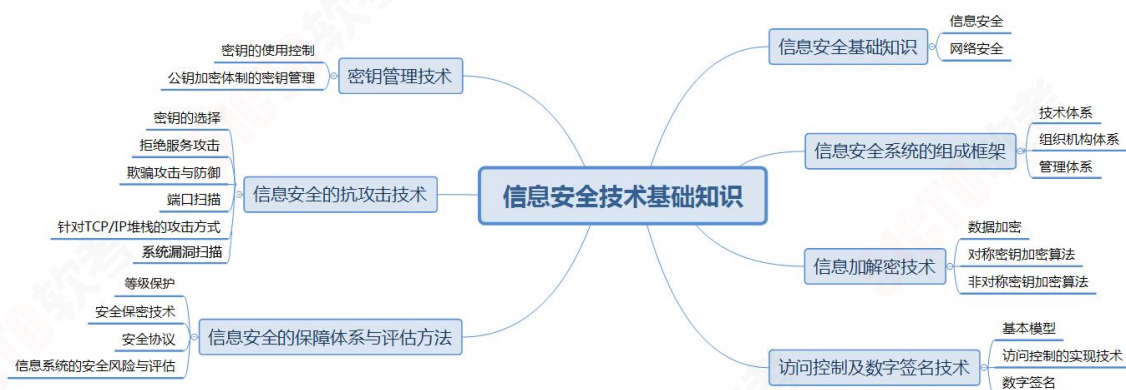 信息安全技术基础知识
信息安全基础知识
信息安全
网络安全
信息安全系统的组成框架
技术体系
组织机构体系
管理体系
信息加解密技术
数据加密
对称密钥加密算法
非对称密钥加密算法
访问控制及数字签名技术
基本模型
访问控制的实现技术
数字签名
密钥管理技术
密钥的使用控制
公钥加密体制的密钥管理
信息安全的抗攻击技术
密钥的选择
拒绝服务攻击
欺骗攻击与防御
端口扫描
针对TCP/IP堆栈的攻击方式
系统漏洞扫描
信息安全的保障体系与评估方法
等级保护
安全保密技术
安全协议
信息系统的安全风险与评估